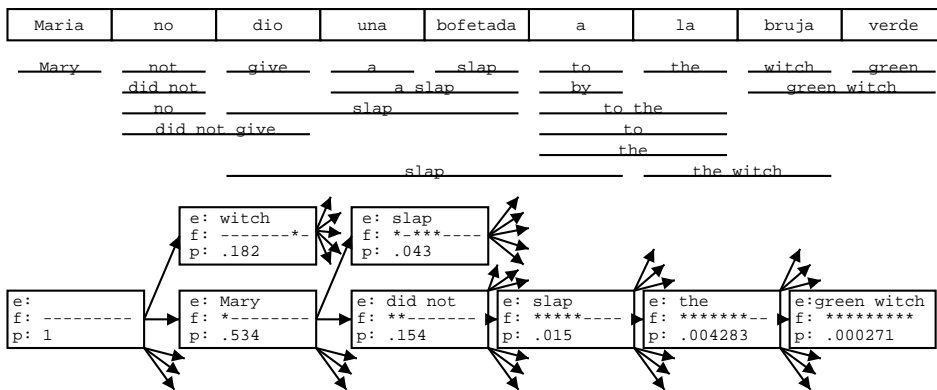 Maria no dio una bofetada a la bruja verde
Mary not give a slap to the witch green
did not a slap by green witch
no slap to the
did not give to
the
slap the witch
e: witch e: slap
f: -------*- f: *-***----
p: .182 p: .043
e: e: Mary e: did not e: slap e: the e:green witch
f: --------- f: *-------- f: **------- f: *****---- f: *******-- f: *********
p: 1 p: .534 p: .154 p: .015 p: .004283 p: .000271